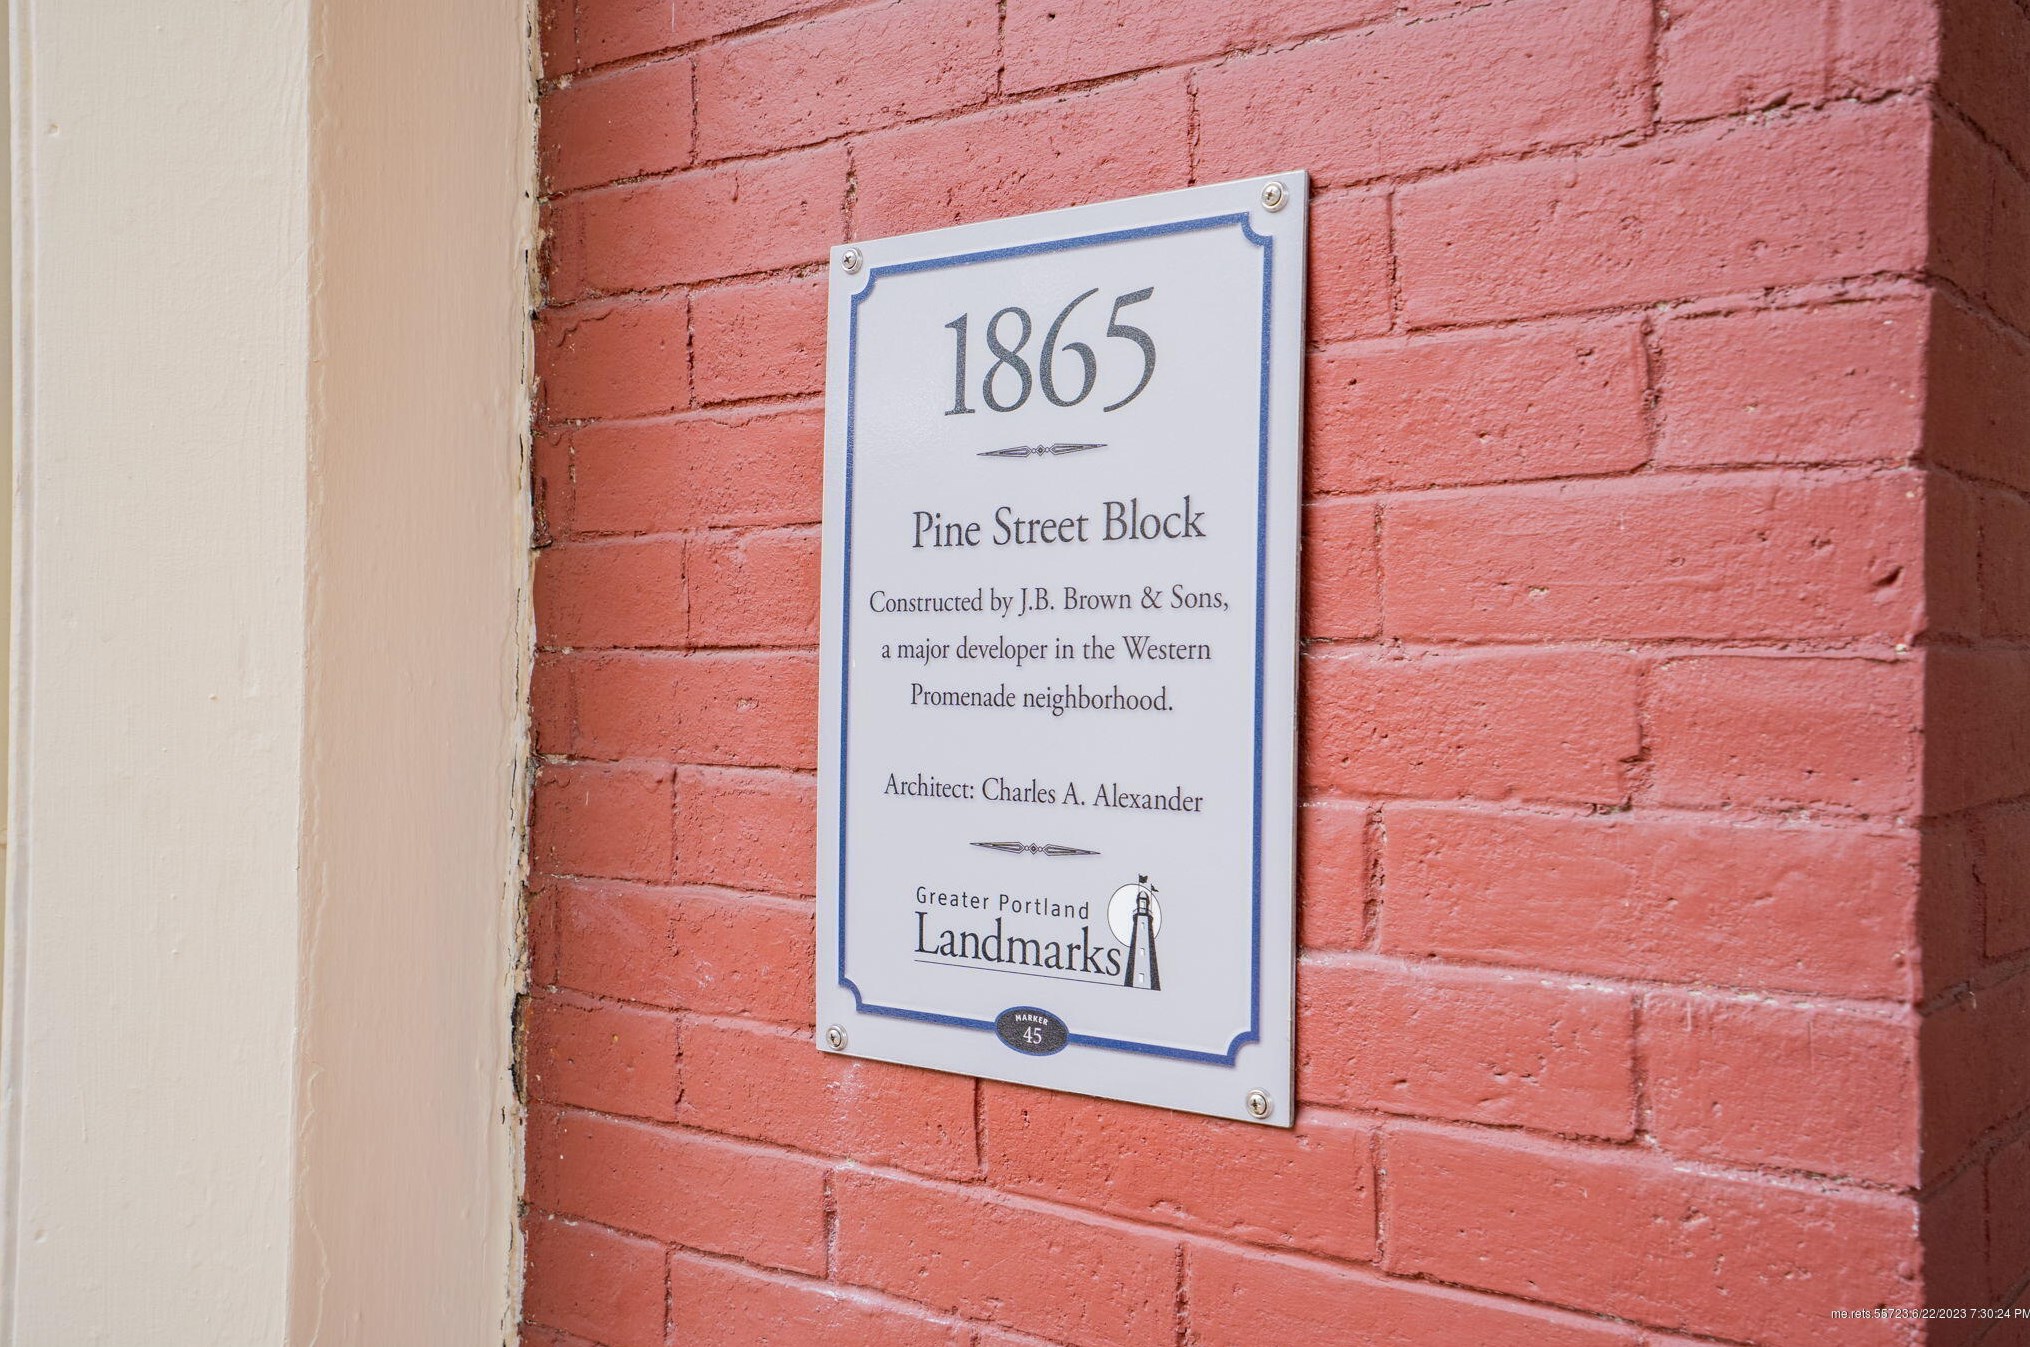 1865
Pine Street Block
Constructed by J.B. Brown & Sons,
a major developer in the Western
Promenade neighborhood.
Architect: Charles A. Alexander
Greater Portland
Landmarks
MARKER
45
me.rets.55723:6/22/2023 7:30:24 PM